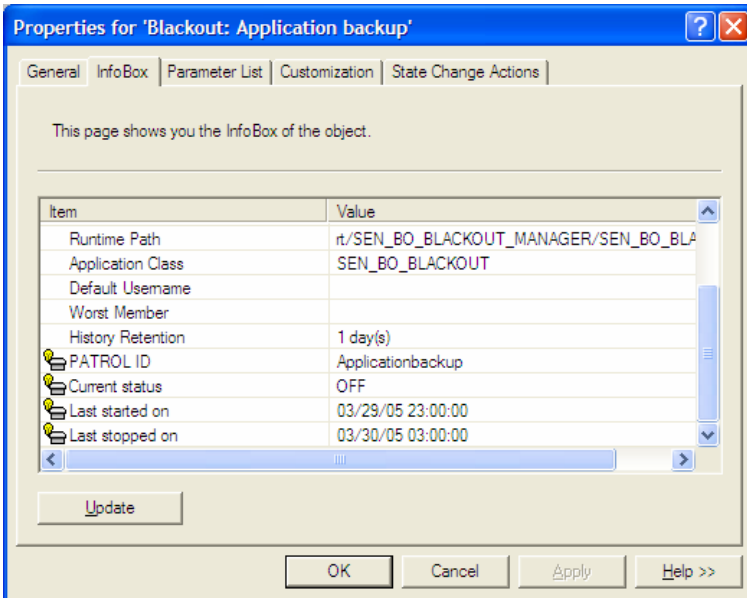 Properties for 'Blackout: Application backup'
General InfoBox Parameter List Customization State Change Actions
This page shows you the InfoBox of the object.
Item Value
Runtime Path rt/SEN_BO_BLACKOUT_MANAGER/SEN_BO_BLA
Application Class SEN_BO_BLACKOUT
Default Username
Worst Member
History Retention 1 day(s)
PATROL ID Applicationbackup
Current status OFF
Last started on 03/29/05 23:00:00
Last stopped on 03/30/05 03:00:00
Update
OK Cancel Apply Help >>